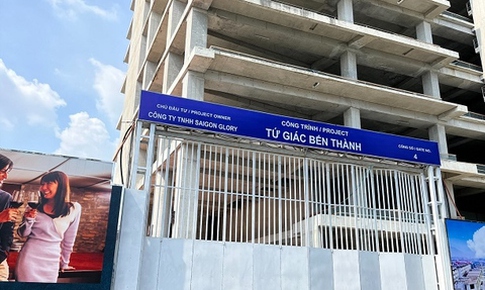 CHỦ ĐẦU TƯ / PROJECT OWNER
CÔNG TY TNHH SAIGON GLORY
CÔNG TRÌNH / PROJECT
TỨ GIÁC BẾN THÀNH
CỔNG SỐ / GATE NO.
4